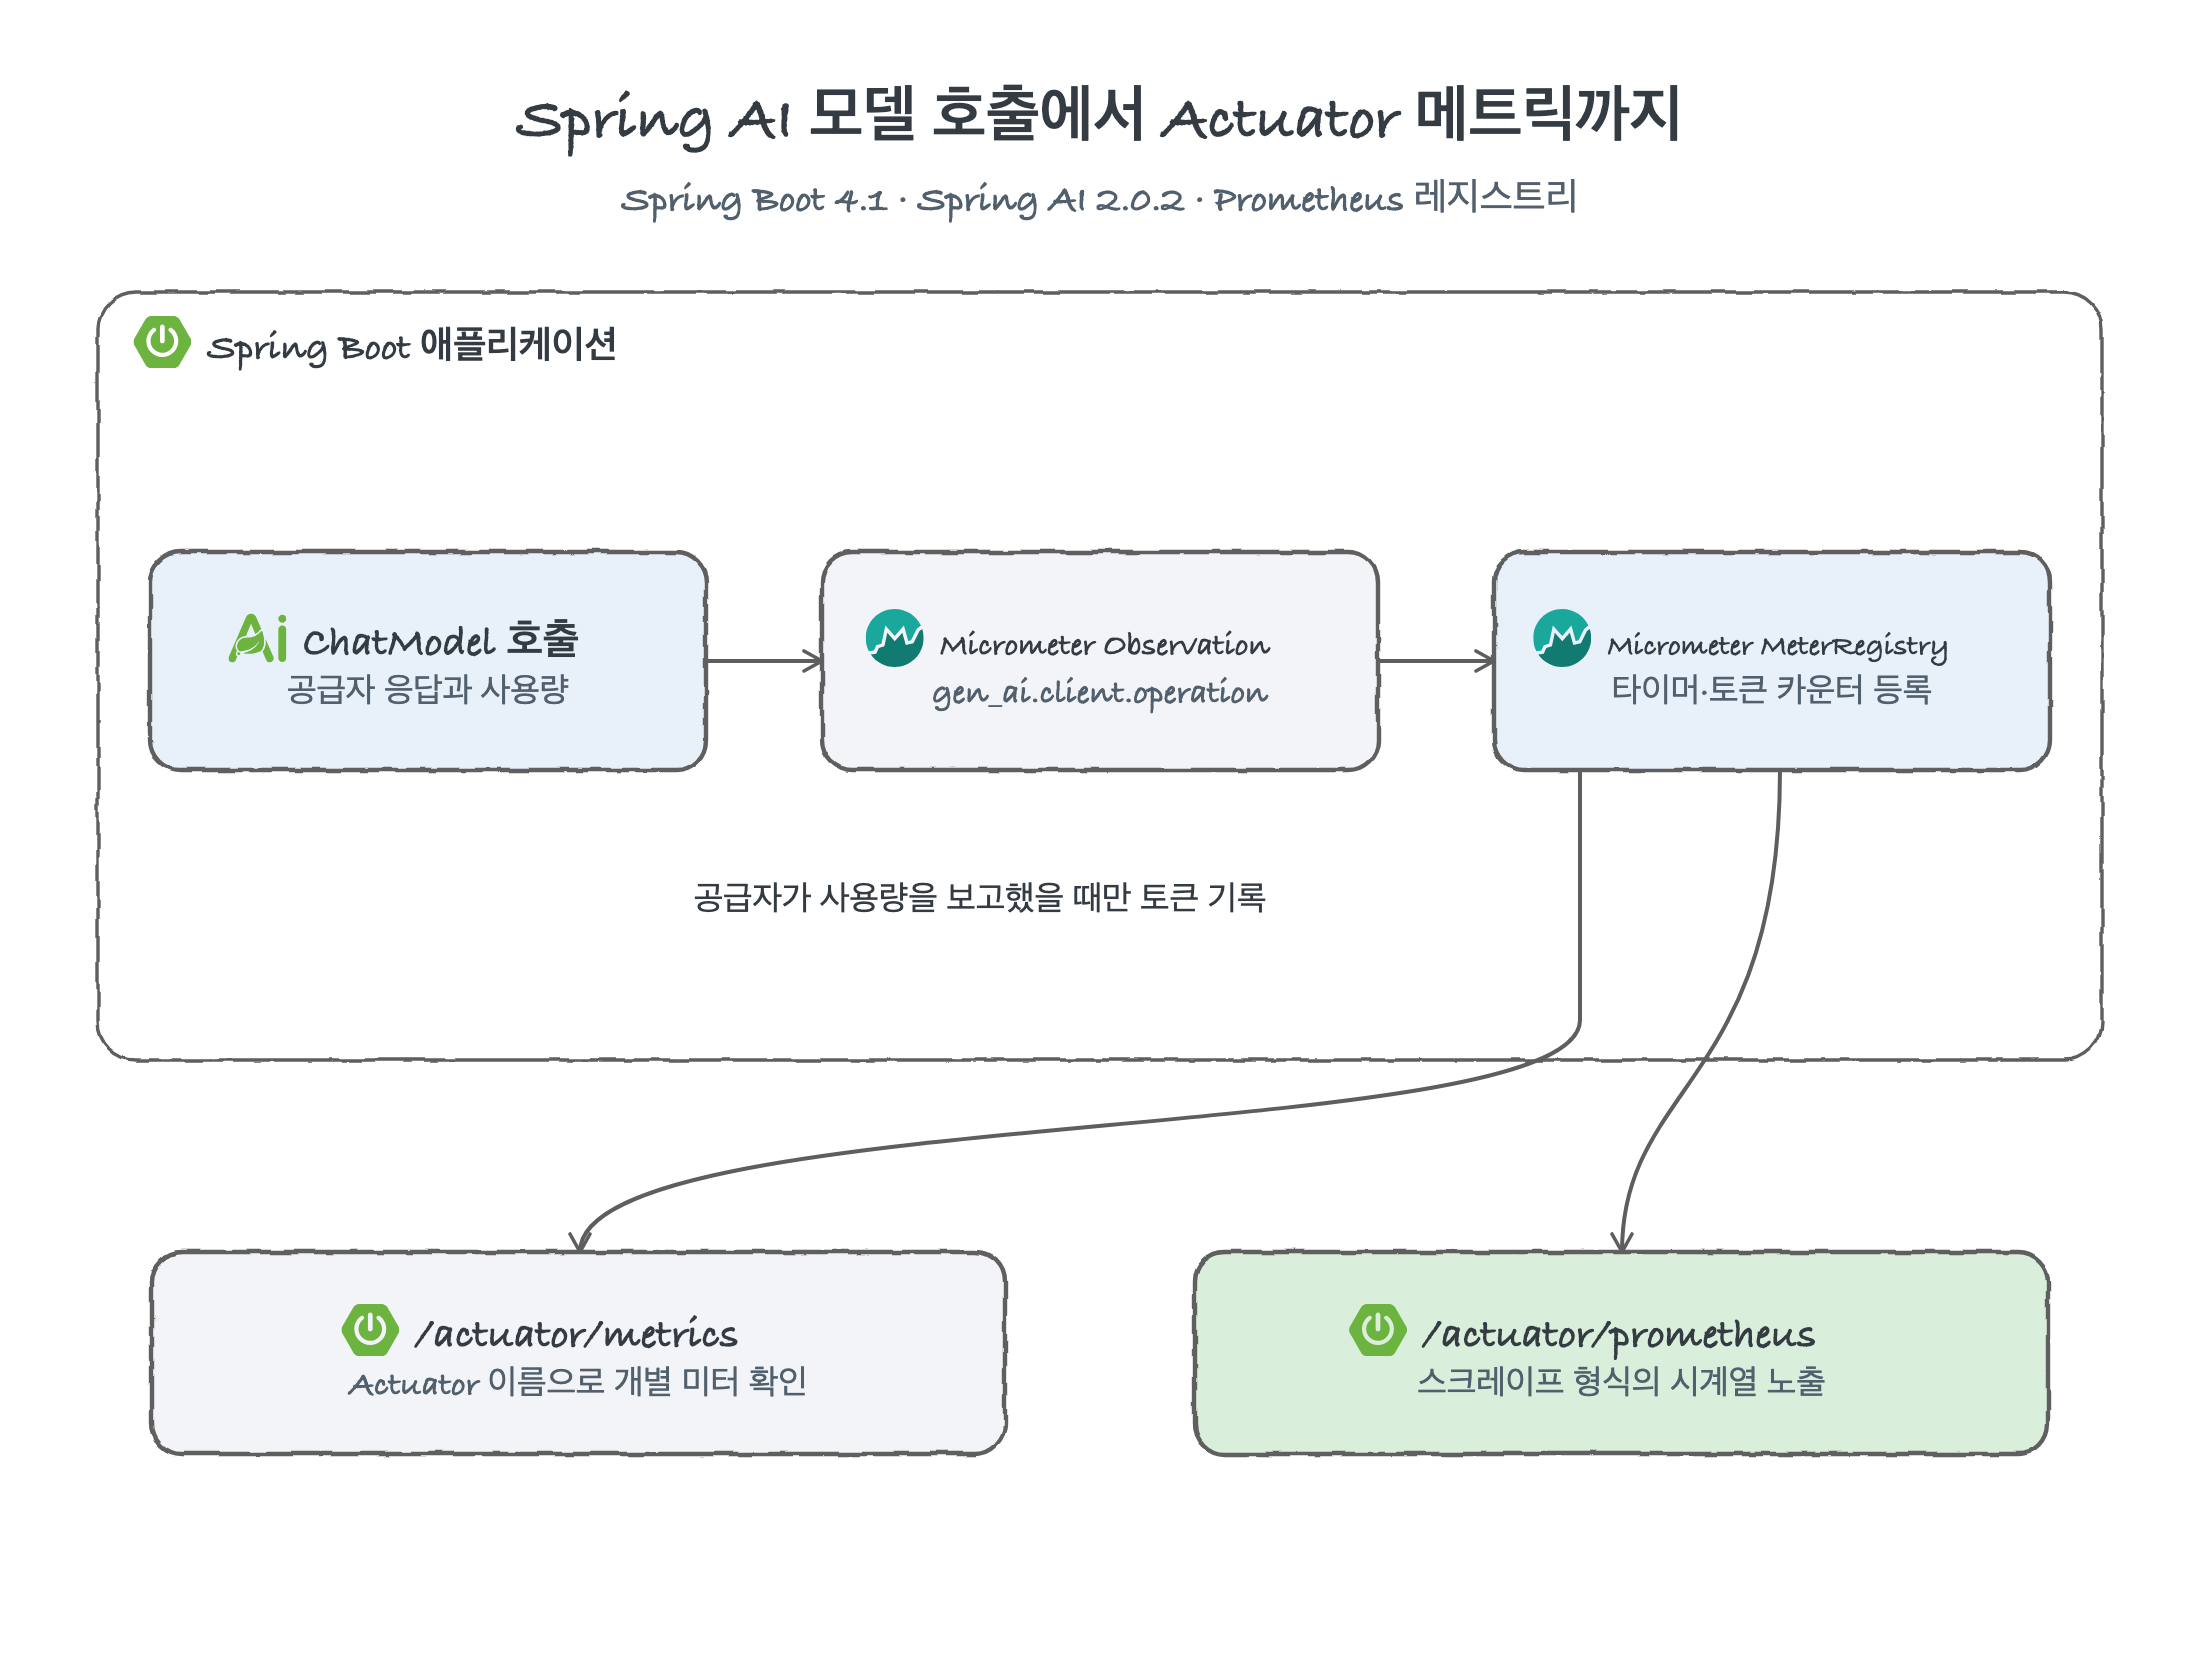 Spring AI 모델 호출에서 Actuator 메트릭까지
Spring Boot 4.1 · Spring AI 2.0.2 · Prometheus 레지스트리
Spring Boot 애플리케이션
Ai ChatModel 호출
공급자 응답과 사용량
Micrometer Observation
gen_ai.client.operation
Micrometer MeterRegistry
타이머·토큰 카운터 등록
공급자가 사용량을 보고했을 때만 토큰 기록
/actuator/metrics
Actuator 이름으로 개별 미터 확인
/actuator/prometheus
스크레이프 형식의 시계열 노출